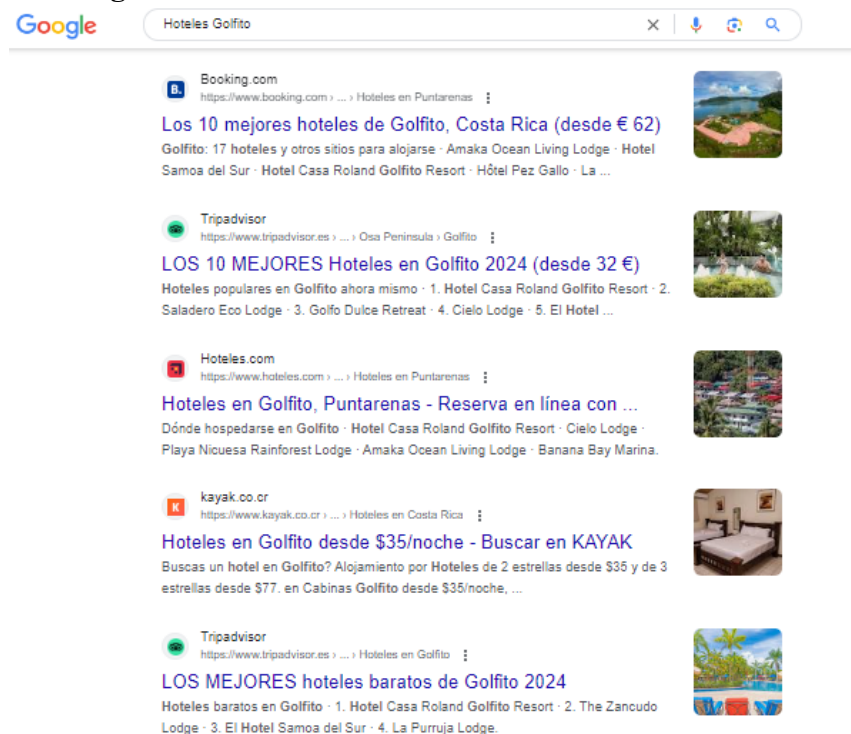 Google
Hoteles Golfito
Booking.com
https://www.booking.com › ... › Hoteles en Puntarenas
Los 10 mejores hoteles de Golfito, Costa Rica (desde € 62)
Golfito: 17 hoteles y otros sitios para alojarse · Amaka Ocean Living Lodge · Hotel
Samoa del Sur · Hotel Casa Roland Golfito Resort · Hôtel Pez Gallo · La ...
Tripadvisor
https://www.tripadvisor.es › ... › Osa Peninsula › Golfito
LOS 10 MEJORES Hoteles en Golfito 2024 (desde 32 €)
Hoteles populares en Golfito ahora mismo · 1. Hotel Casa Roland Golfito Resort · 2.
Saladero Eco Lodge · 3. Golfo Dulce Retreat · 4. Cielo Lodge · 5. El Hotel ...
Hoteles.com
https://www.hoteles.com › ... › Hoteles en Puntarenas
Hoteles en Golfito, Puntarenas - Reserva en línea con ...
Dónde hospedarse en Golfito · Hotel Casa Roland Golfito Resort · Cielo Lodge ·
Playa Nicuesa Rainforest Lodge · Amaka Ocean Living Lodge · Banana Bay Marina.
kayak.co.cr
https://www.kayak.co.cr › ... › Hoteles en Costa Rica
Hoteles en Golfito desde $35/noche - Buscar en KAYAK
Buscas un hotel en Golfito? Alojamiento por Hoteles de 2 estrellas desde $35 y de 3
estrellas desde $77. en Cabinas Golfito desde $35/noche, ...
Tripadvisor
https://www.tripadvisor.es › ... › Hoteles en Golfito
LOS MEJORES hoteles baratos de Golfito 2024
Hoteles baratos en Golfito · 1. Hotel Casa Roland Golfito Resort · 2. The Zancudo
Lodge · 3. El Hotel Samoa del Sur · 4. La Purruja Lodge.